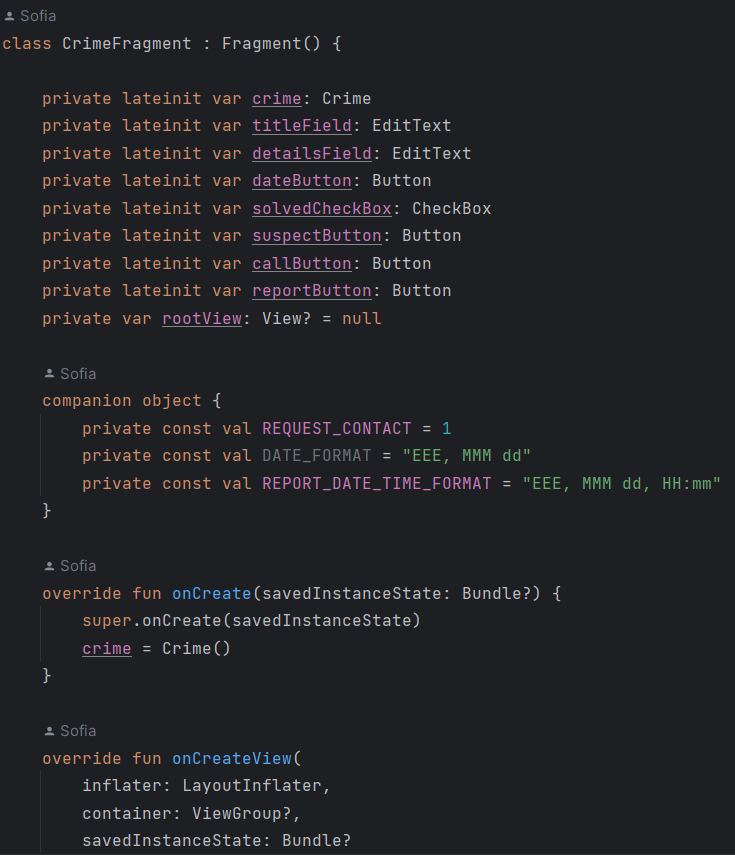 Sofia
class CrimeFragment : Fragment() {
private lateinit var crime: Crime
private lateinit var titleField: EditText
private lateinit var detailsField: EditText
private lateinit var dateButton: Button
private lateinit var solvedCheckBox: CheckBox
private lateinit var suspectButton: Button
private lateinit var callButton: Button
private lateinit var reportButton: Button
private var rootView: View? = null
Sofia
companion object {
private const val REQUEST_CONTACT = 1
private const val DATE_FORMAT = "EEE, MMM dd"
private const val REPORT_DATE_TIME_FORMAT = "EEE, MMM dd, HH:mm"
}
Sofia
override fun onCreate(savedInstanceState: Bundle?) {
super.onCreate(savedInstanceState)
crime = Crime()
}
Sofia
override fun onCreateView(
inflater: LayoutInflater,
container: ViewGroup?,
savedInstanceState: Bundle?